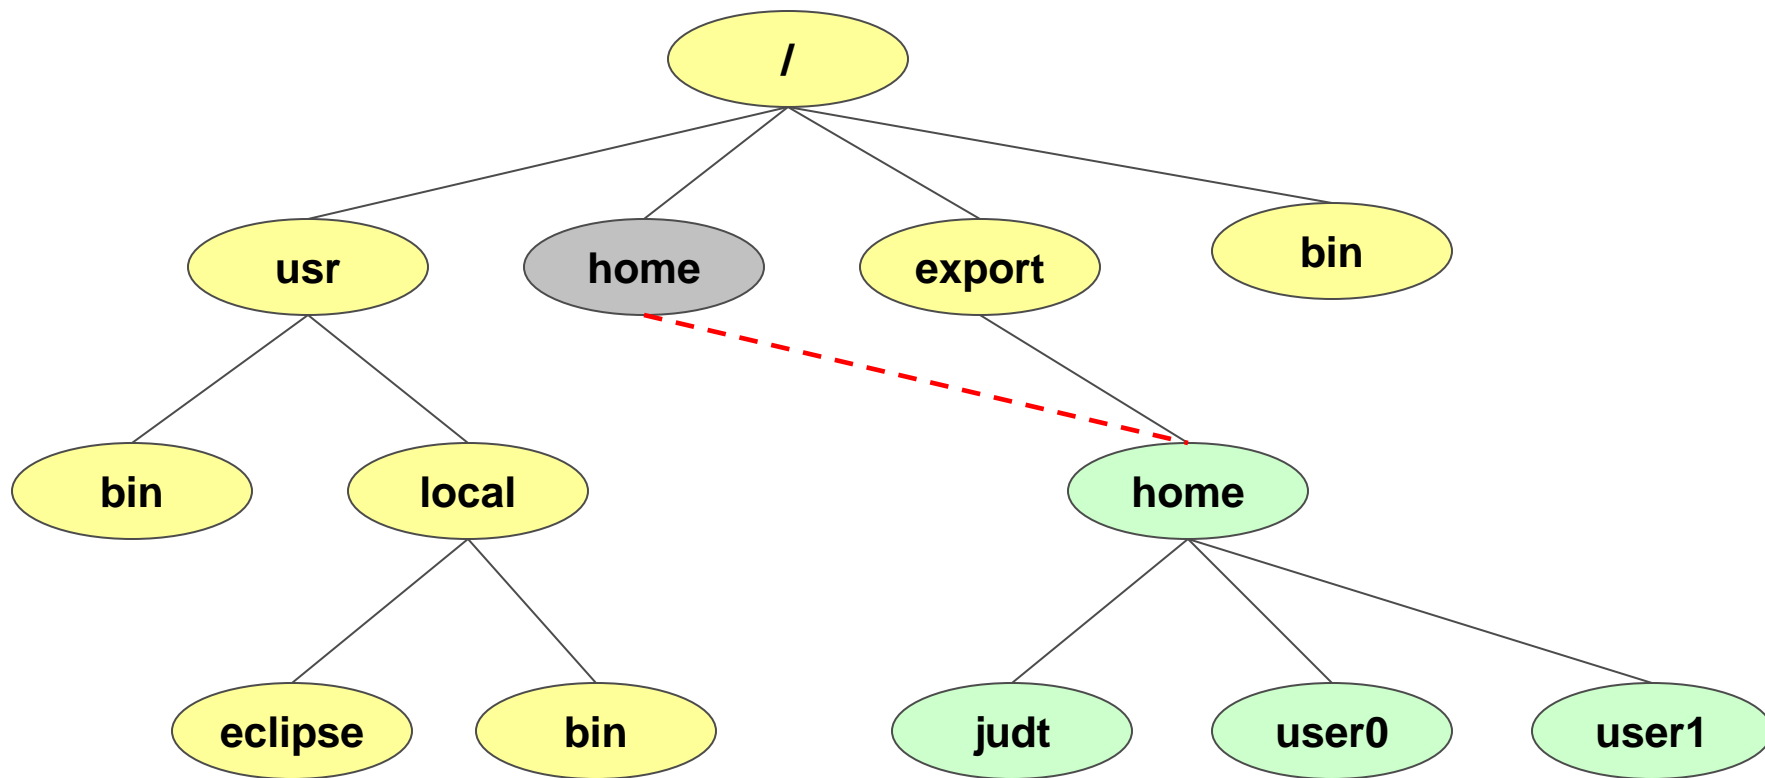 /
usr
home
export
bin
bin
local
home
eclipse
bin
judt
user0
user1